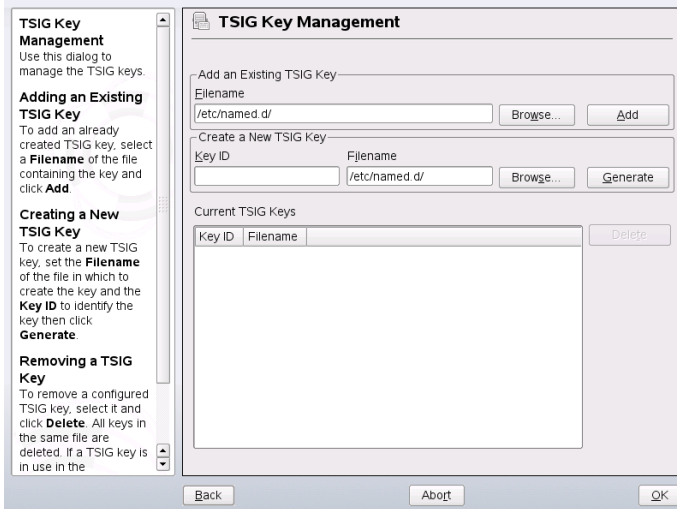 TSIG Key
Management
Use this dialog to
manage the TSIG keys.
Adding an Existing
TSIG Key
To add an already
created TSIG key, select
a Filename of the file
containing the key and
click Add.
Creating a New
TSIG Key
To create a new TSIG
key, set the Filename
of the file in which to
create the key and the
Key ID to identify the
key then click
Generate.
Removing a TSIG
Key
To remove a configured
TSIG key, select it and
click Delete. All keys in
the same file are
deleted. If a TSIG key is
in use in the
TSIG Key Management
Add an Existing TSIG Key
Filename
/etc/named.d/ Browse... Add
Create a New TSIG Key
Key ID Filename
/etc/named.d/ Browse... Generate
Current TSIG Keys
Key ID Filename Delete
Back Abort OK